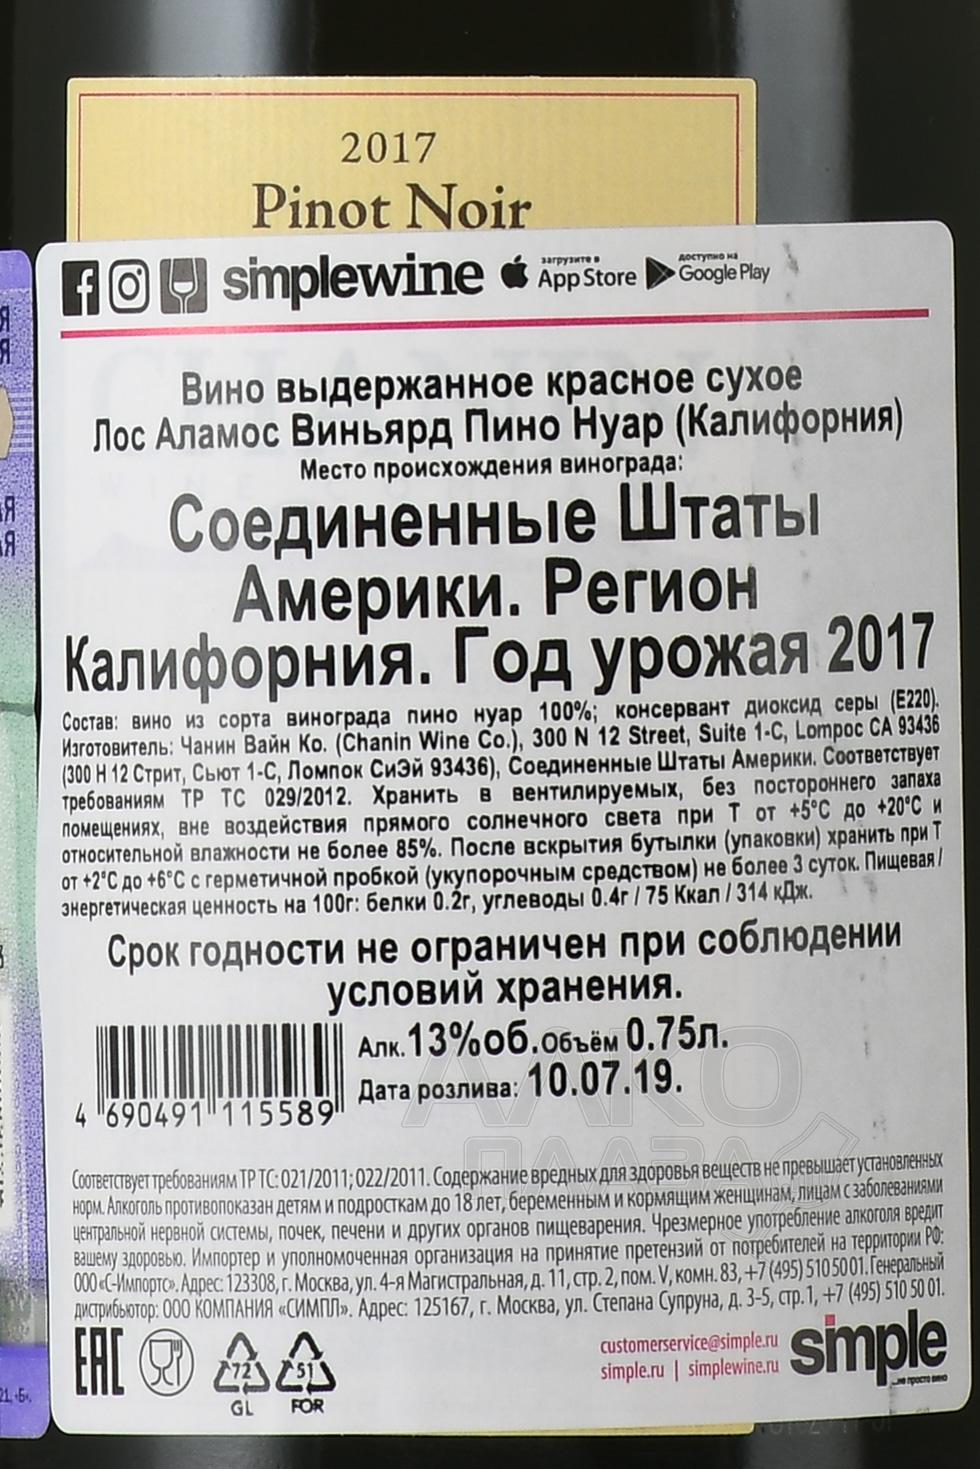 2017
Pinot Noir
simplewine загрузите в App Store доступно на Google Play
Вино выдержанное красное сухое
Лос Аламос Виньярд Пино Нуар (Калифорния)
Место происхождения винограда:
Соединенные Штаты
Америки. Регион
Калифорния. Год урожая 2017
Состав: вино из сорта винограда пино нуар 100%; консервант диоксид серы (Е220).
Изготовитель: Чанин Вайн Ко. (Chanin Wine Co.), 300 N 12 Street, Suite 1-C, Lompoc CA 93436
(300 Н 12 Стрит, Сьют 1-С, Ломпок СиЭй 93436), Соединенные Штаты Америки. Соответствует
требованиям ТР ТС 029/2012. Хранить в вентилируемых, без постороннего запаха
помещениях, вне воздействия прямого солнечного света при Т от +5°С до +20°С и
относительной влажности не более 85%. После вскрытия бутылки (упаковки) хранить при Т
от +2°С до +6°С с герметичной пробкой (укупорочным средством) не более 3 суток. Пищевая/
энергетическая ценность на 100г: белки 0.2г, углеводы 0.4г / 75 Ккал / 314 кДж.
Срок годности не ограничен при соблюдении
условий хранения.
Алк.13%об.Объём 0.75л.
Дата розлива: 10.07.19.
4 690491 115589
АЛКО
ПЛАЗА
Соответствует требованиям ТР ТС: 021/2011; 022/2011. Содержание вредных для здоровья веществ не превышает установленных
норм. Алкоголь противопоказан детям и подросткам до 18 лет, беременным и кормящим женщинам, лицам с заболеваниями
центральной нервной системы, почек, печени и других органов пищеварения. Чрезмерное употребление алкоголя вредит
вашему здоровью. Импортер и уполномоченная организация на принятие претензий от потребителей на территории РФ:
ООО «С-Импортс». Адрес: 123308, г. Москва, ул. 4-я Магистральная, д. 11, стр. 2, пом. V, комн. 83, +7 (495) 510 50 01. Генеральный
дистрибьютор: ООО КОМПАНИЯ «СИМПЛ». Адрес: 125167, г. Москва, ул. Степана Супруна, д. 3-5, стр. 1, +7 (495) 510 50 01.
EAC
72
GL
51
FOR
customerservice@simple.ru
simple.ru | simplewine.ru
simple
...не просто вино